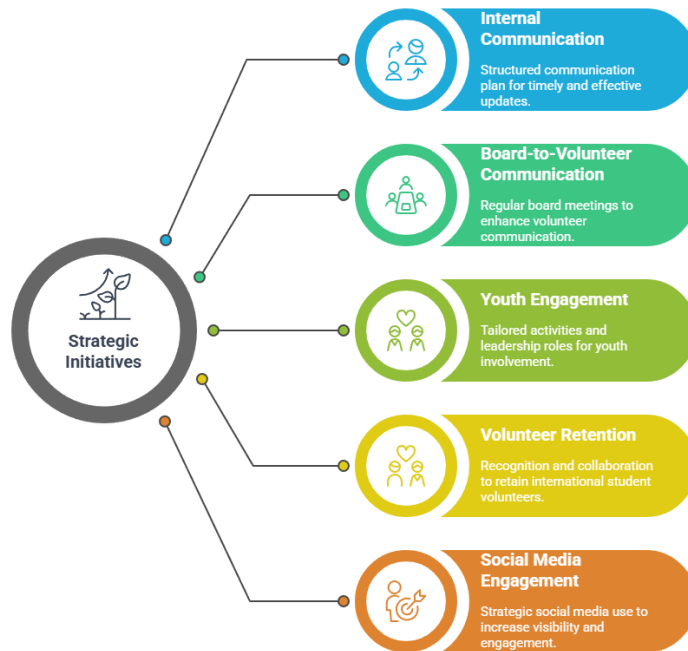 Internal
Communication
Structured communication
plan for timely and effective
updates.
Board-to-Volunteer
Communication
Regular board meetings to
enhance volunteer
communication.
Strategic
Initiatives
Youth Engagement
Tailored activities and
leadership roles for youth
involvement.
Volunteer Retention
Recognition and collaboration
to retain international student
volunteers.
Social Media
Engagement
Strategic social media use to
increase visibility and
engagement.